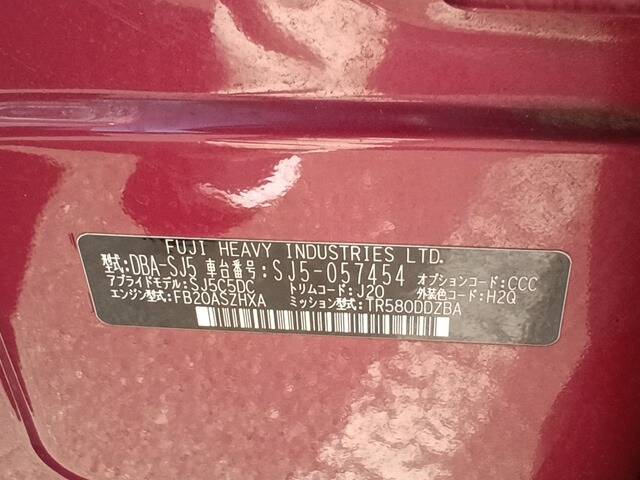 FUJI HEAVY INDUSTRIES LTD.
型式:DBA-SJ5 車台番号:SJ5-057454 オプションコード:CCC
アプライドモデル:SJ5C5DC トリムコード:J20 外装色コード:H2Q
エンジン型式:FB20ASZHXA ミッション型式:TR580DDZBA